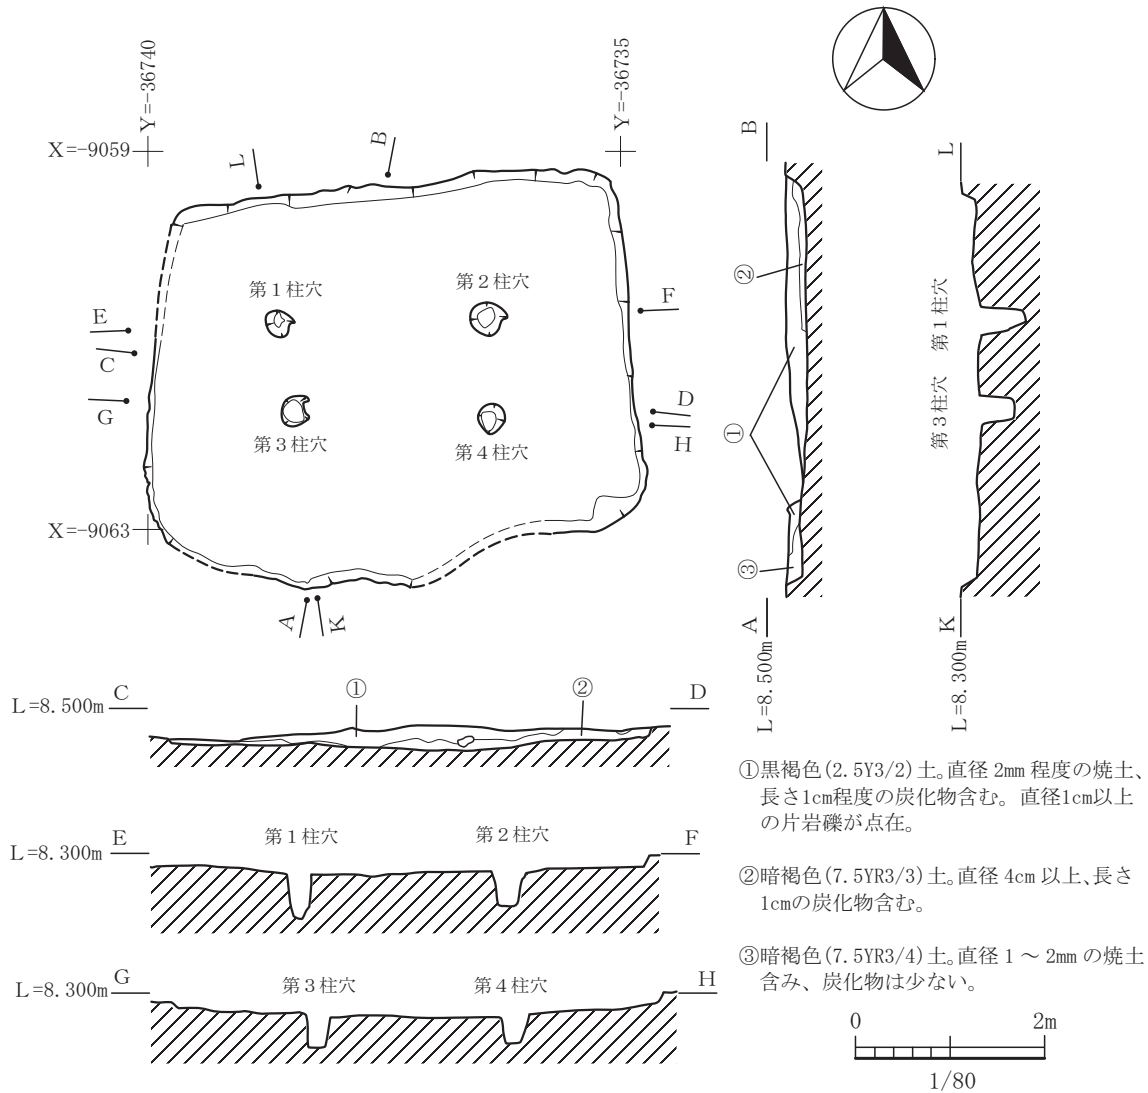 Y=-36740
Y=-36735
X=-9059
L
B
第1柱穴
第2柱穴
E
F
C
G
D
H
第3柱穴
第4柱穴
X=-9063
A
K
B
②
①
③
A
L=8.500m
L
第1柱穴
第3柱穴
K
L=8.300m
L=8.500m
C
①
②
D
L=8.300m
E
第1柱穴
第2柱穴
F
L=8.300m
G
第3柱穴
第4柱穴
H
①黒褐色(2.5Y3/2)土。直径 2mm 程度の焼土、
長さ1cm程度の炭化物含む。直径1cm以上
の片岩礫が点在。
②暗褐色(7.5YR3/3)土。直径 4cm 以上、長さ
1cmの炭化物含む。
③暗褐色(7.5YR3/4)土。直径 1 ～ 2mm の焼土
含み、炭化物は少ない。
0
2m
1/80